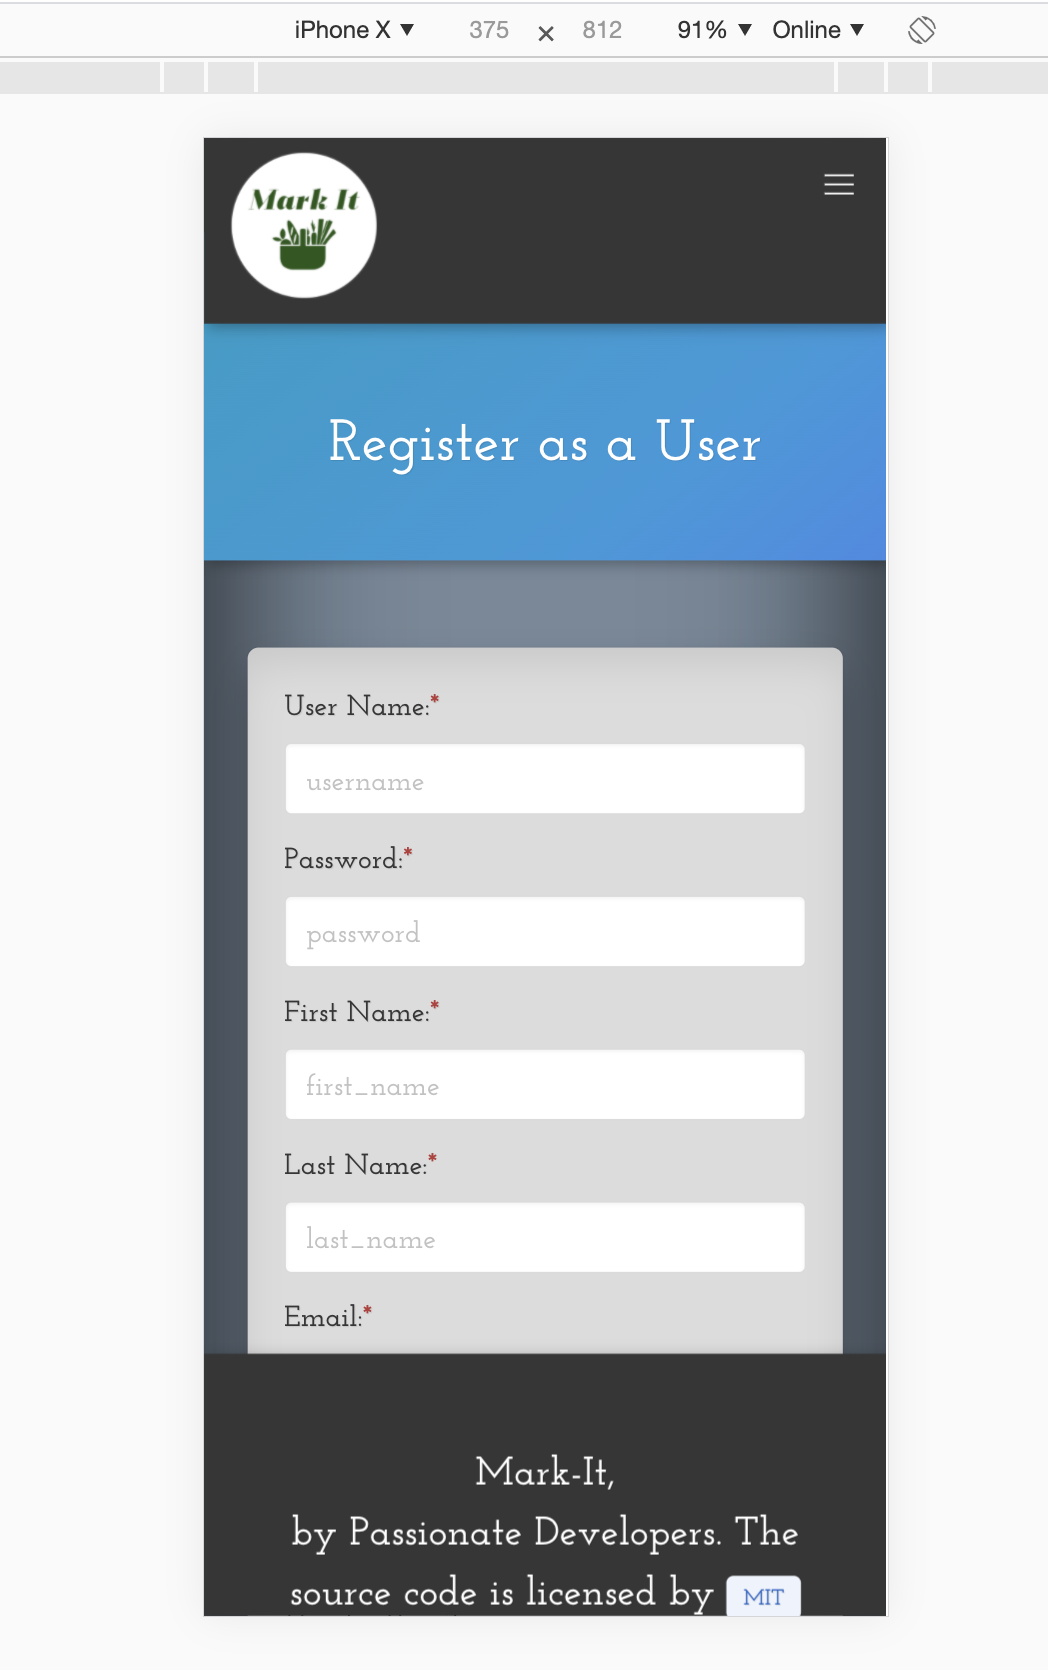 iPhone X ▼ 375 × 812 91% ▼ Online ▼
Mark It
Register as a User
User Name:*
username
Password:*
password
First Name:*
first_name
Last Name:*
last_name
Email:*
Mark-It,
by Passionate Developers. The
source code is licensed by MIT